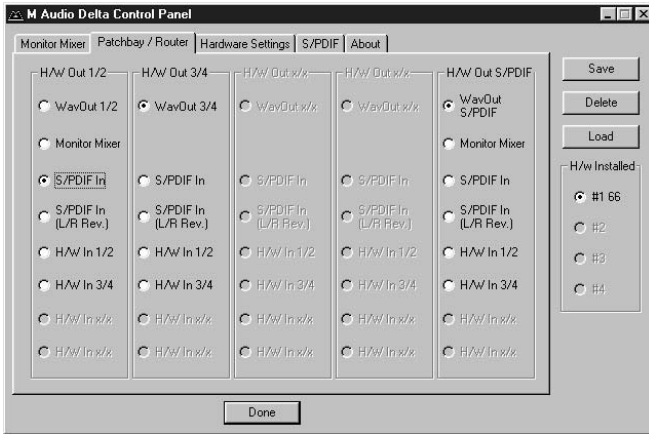 M Audio Delta Control Panel
Monitor Mixer
Patchbay / Router
Hardware Settings
S/PDIF
About
H/W Out 1/2
WavOut 1/2
Monitor Mixer
S/PDIF In
S/PDIF In
(L/R Rev.)
H/W In 1/2
H/W In 3/4
H/W In x/x
H/W In x/x
H/W Out 3/4
WavOut 3/4
S/PDIF In
S/PDIF In
(L/R Rev.)
H/W In 1/2
H/W In 3/4
H/W In x/x
H/W In x/x
H/W Out x/x
WavOut x/x
S/PDIF In
S/PDIF In
(L/R Rev.)
H/W In 1/2
H/W In 3/4
H/W In x/x
H/W In x/x
H/W Out x/x
WavOut x/x
S/PDIF In
S/PDIF In
(L/R Rev.)
H/W In 1/2
H/W In 3/4
H/W In x/x
H/W In x/x
H/W Out S/PDIF
WavOut
S/PDIF
Monitor Mixer
S/PDIF In
S/PDIF In
(L/R Rev.)
H/W In 1/2
H/W In 3/4
H/W In x/x
H/W In x/x
Save
Delete
Load
H/w Installed
#1 66
#2
#3
#4
Done